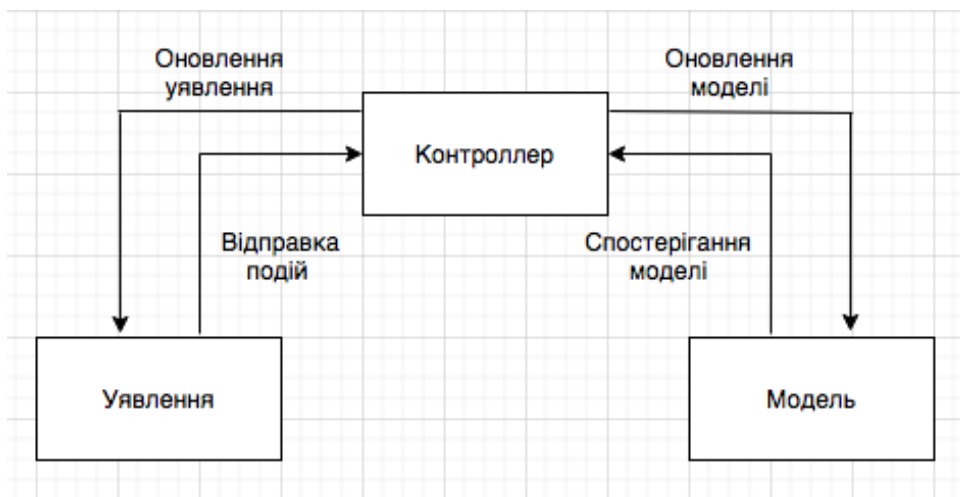 Оновлення
уявлення
Оновлення
моделі
Контроллер
Відправка
подій
Спостерігання
моделі
Уявлення
Модель